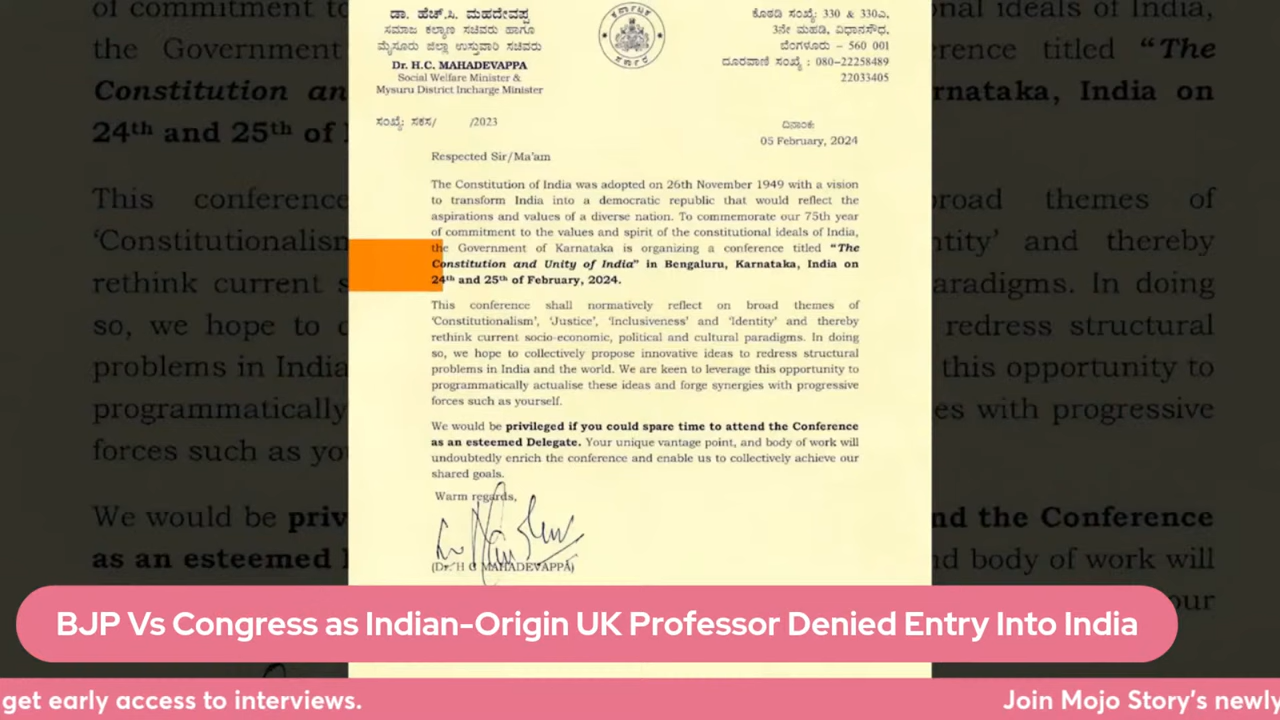 ಡಾ. ಹೆಚ್.ಸಿ. ಮಹದೇವಪ್ಪ
ಸಮಾಜ ಕಲ್ಯಾಣ ಸಚಿವರು ಹಾಗೂ
ಮೈಸೂರು ಜಿಲ್ಲಾ ಉಸ್ತುವಾರಿ ಸಚಿವರು
Dr. H.C. MAHADEVAPPA
Social Welfare Minister &
Mysuru District Incharge Minister
ಕೊಠಡಿ ಸಂಖ್ಯೆ: 330 & 330ಎ,
3ನೇ ಮಹಡಿ, ವಿಧಾನಸೌಧ,
ಬೆಂಗಳೂರು – 560 001
ದೂರವಾಣಿ ಸಂಖ್ಯೆ : 080-22258489
22033405
ಸಂಖ್ಯೆ: ಸಕಸ/ /2023
ದಿನಾಂಕ:
05 February, 2024
Respected Sir/Ma'am
The Constitution of India was adopted on 26th November 1949 with a vision
to transform India into a democratic republic that would reflect the
aspirations and values of a diverse nation. To commemorate our 75th year
of commitment to the values and spirit of the constitutional ideals of India,
the Government of Karnataka is organizing a conference titled “The
Constitution and Unity of India” in Bengaluru, Karnataka, India on
24th and 25th of February, 2024.
This conference shall normatively reflect on broad themes of
‘Constitutionalism’, ‘Justice’, ‘Inclusiveness’ and ‘Identity’ and thereby
rethink current socio-economic, political and cultural paradigms. In doing
so, we hope to collectively propose innovative ideas to redress structural
problems in India and the world. We are keen to leverage this opportunity to
programmatically actualise these ideas and forge synergies with progressive
forces such as yourself.
We would be privileged if you could spare time to attend the Conference
as an esteemed Delegate. Your unique vantage point, and body of work will
undoubtedly enrich the conference and enable us to collectively achieve our
shared goals.
Warm regards,
(Dr. H C MAHADEVAPPA)
BJP Vs Congress as Indian-Origin UK Professor Denied Entry Into India
get early access to interviews.
Join Mojo Story's newly